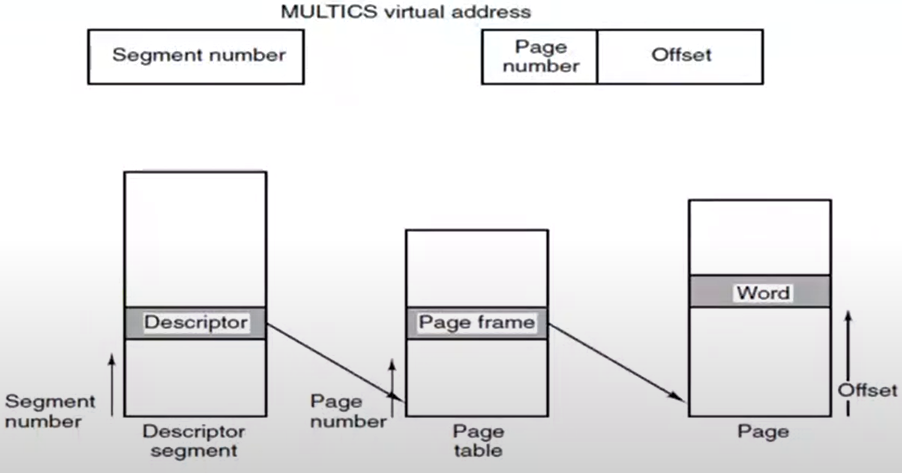 MULTICS virtual address
Segment number
Page
number
Offset
Descriptor
Page frame
Word
Segment
number
Page
number
Offset
Descriptor
segment
Page
table
Page